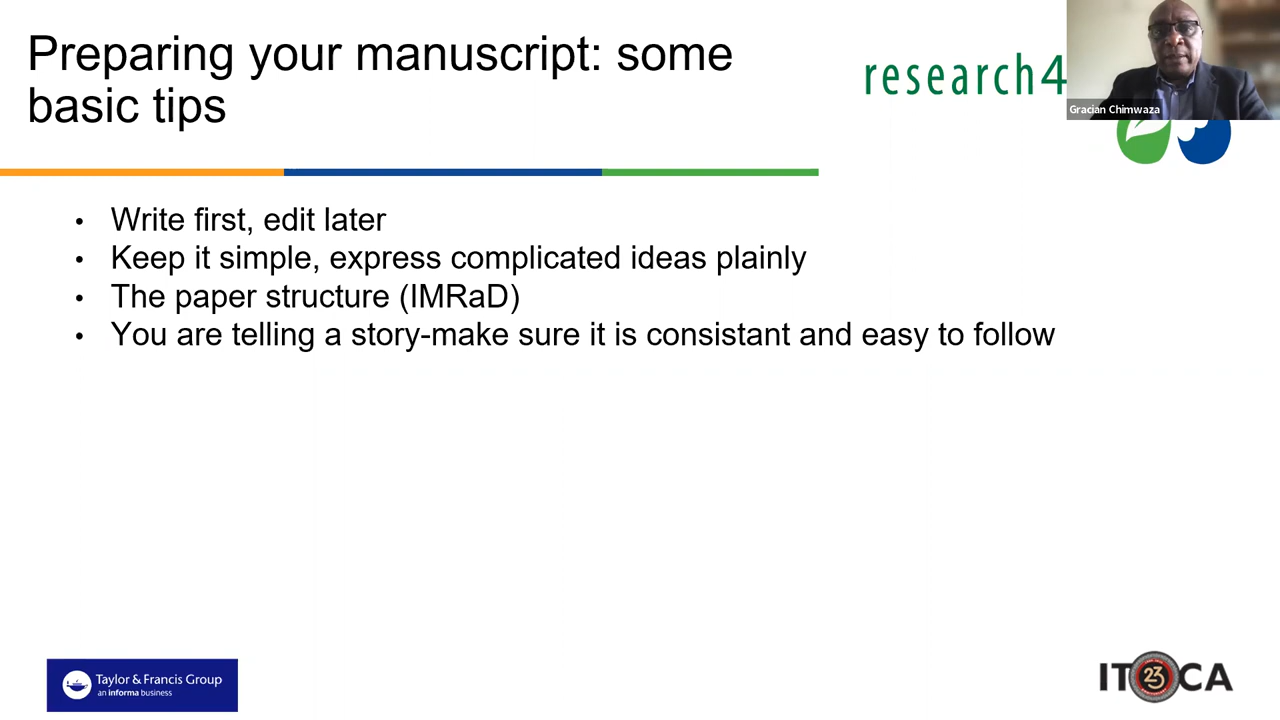 Preparing your manuscript: some
basic tips
research4
Gracian Chimwaza
• Write first, edit later
• Keep it simple, express complicated ideas plainly
• The paper structure (IMRaD)
• You are telling a story-make sure it is consistant and easy to follow
Taylor & Francis Group
an informa business
IT CA
23